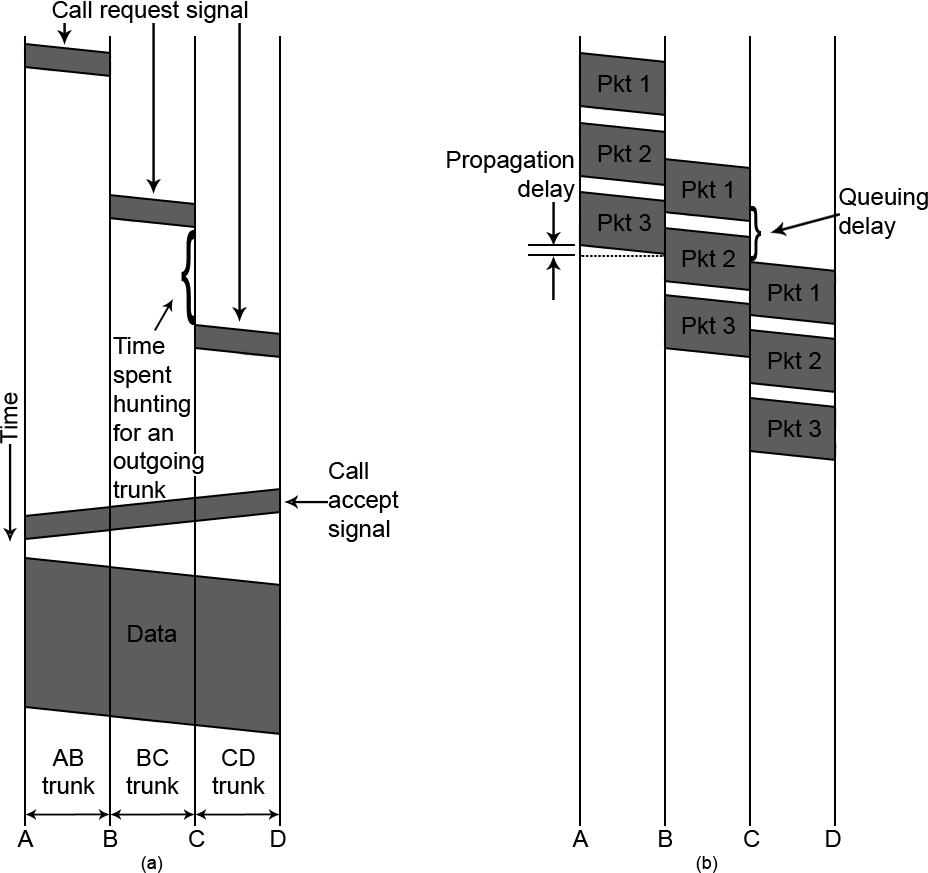 Call request signal
Time
spent
hunting
for an
outgoing
trunk
Time
Call
accept
signal
Data
AB
trunk
BC
trunk
CD
trunk
A
B
C
D
(a)
Pkt 1
Pkt 2
Pkt 3
Propagation
delay
Pkt 1
Pkt 2
Pkt 3
Queuing
delay
Pkt 1
Pkt 2
Pkt 3
A
B
C
D
(b)